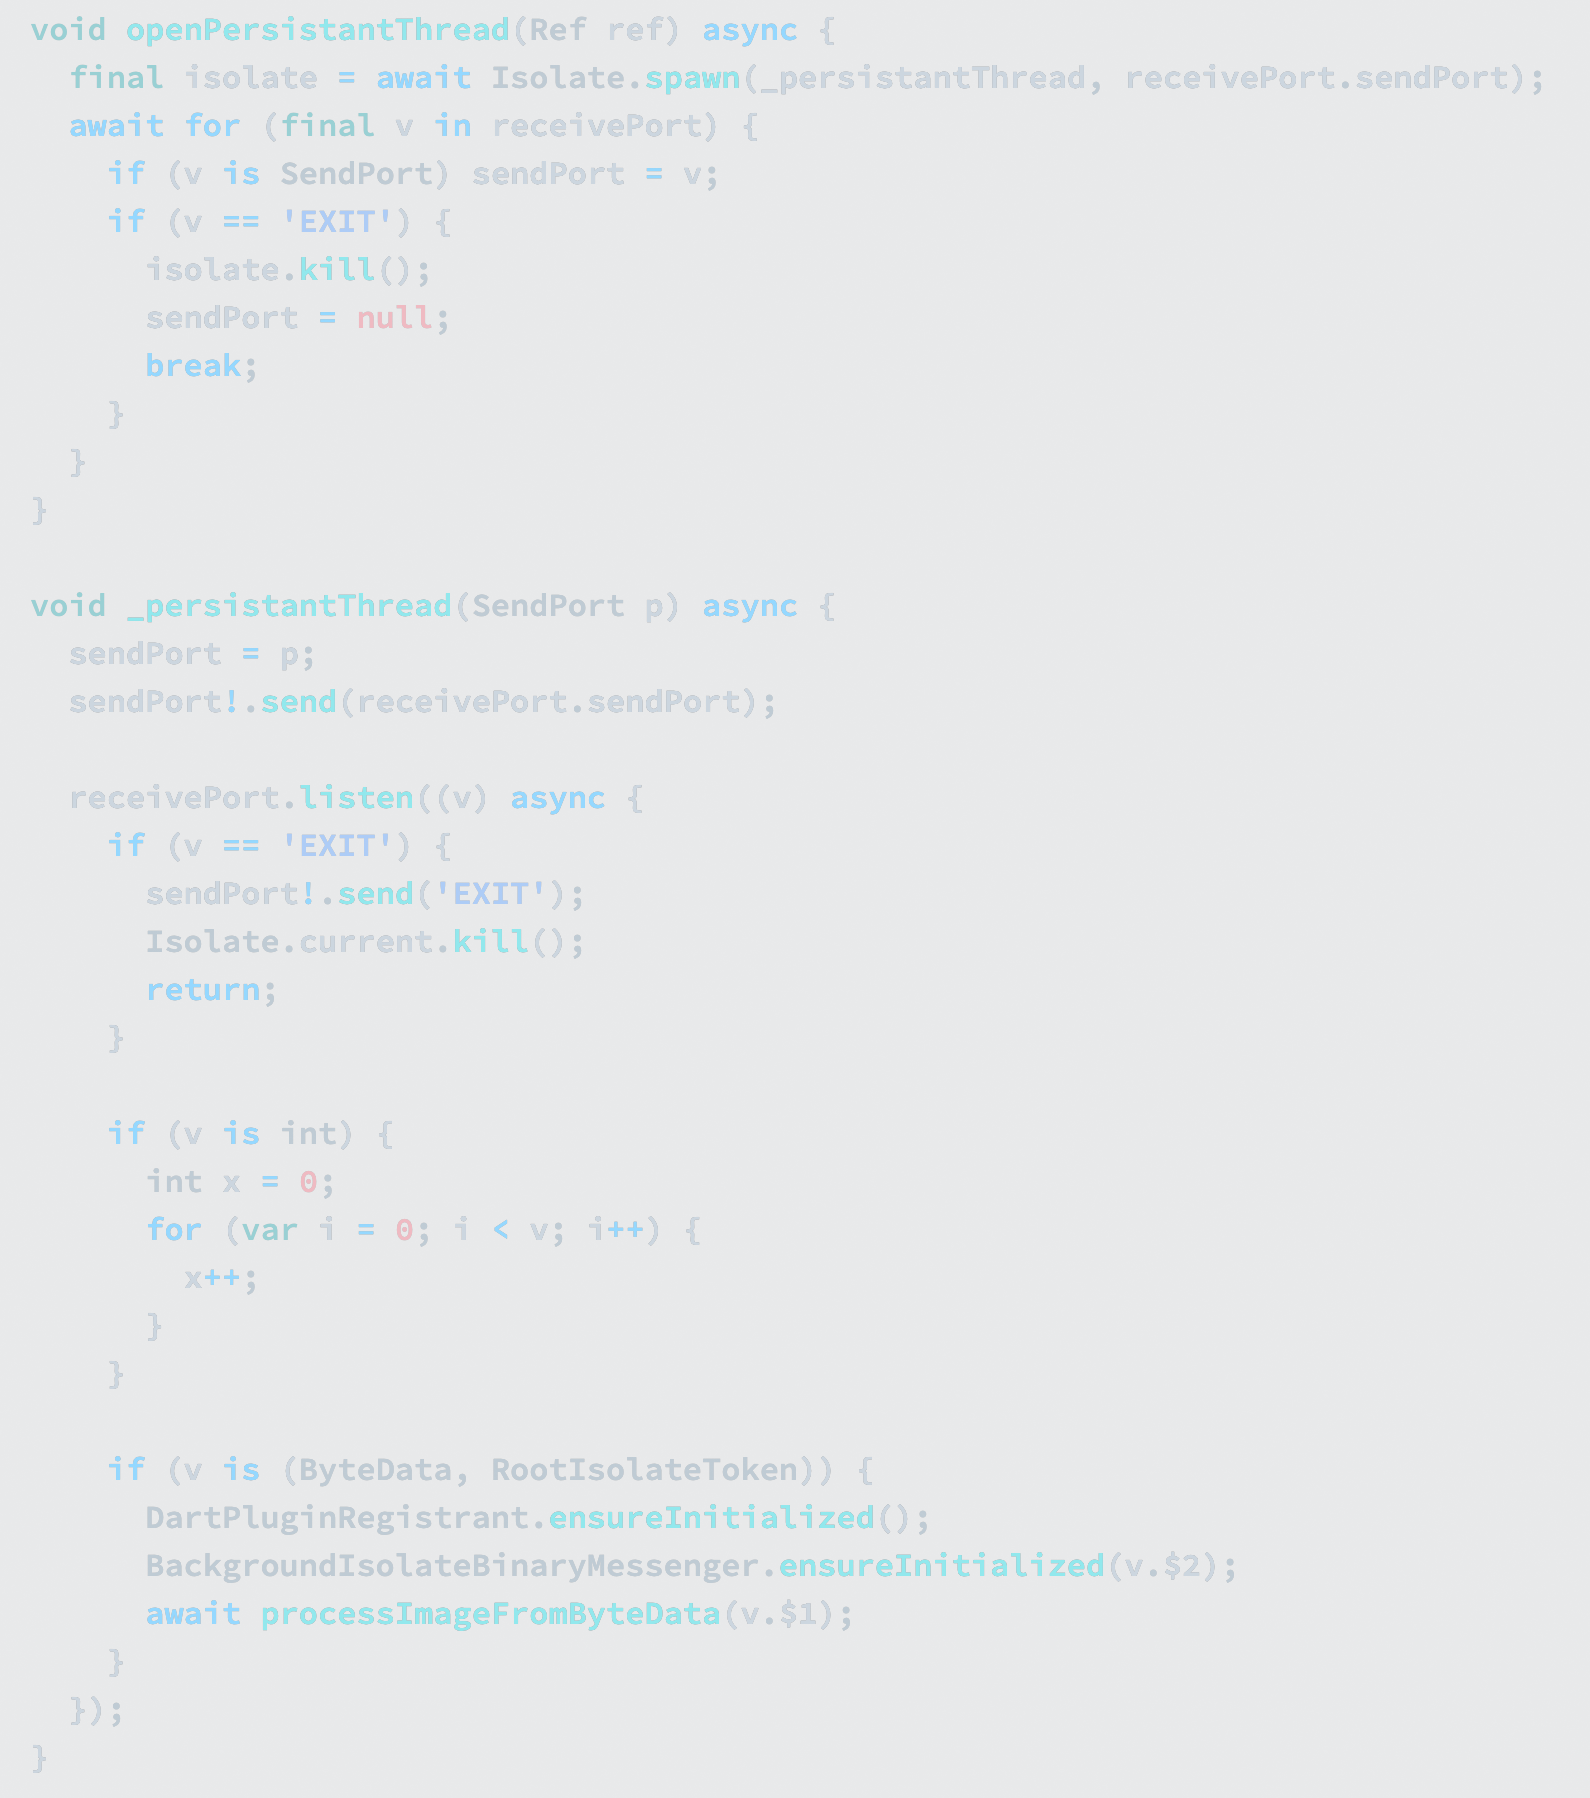 void openPersistantThread(Ref ref) async {
  final isolate = await Isolate.spawn(_persistantThread, receivePort.sendPort);
  await for (final v in receivePort) {
    if (v is SendPort) sendPort = v;
    if (v == 'EXIT') {
      isolate.kill();
      sendPort = null;
      break;
    }
  }
}

void _persistantThread(SendPort p) async {
  sendPort = p;
  sendPort!.send(receivePort.sendPort);

  receivePort.listen((v) async {
    if (v == 'EXIT') {
      sendPort!.send('EXIT');
      Isolate.current.kill();
      return;
    }

    if (v is int) {
      int x = 0;
      for (var i = 0; i < v; i++) {
        x++;
      }
    }

    if (v is (ByteData, RootIsolateToken)) {
      DartPluginRegistrant.ensureInitialized();
      BackgroundIsolateBinaryMessenger.ensureInitialized(v.$2);
      await processImageFromByteData(v.$1);
    }
  });
}